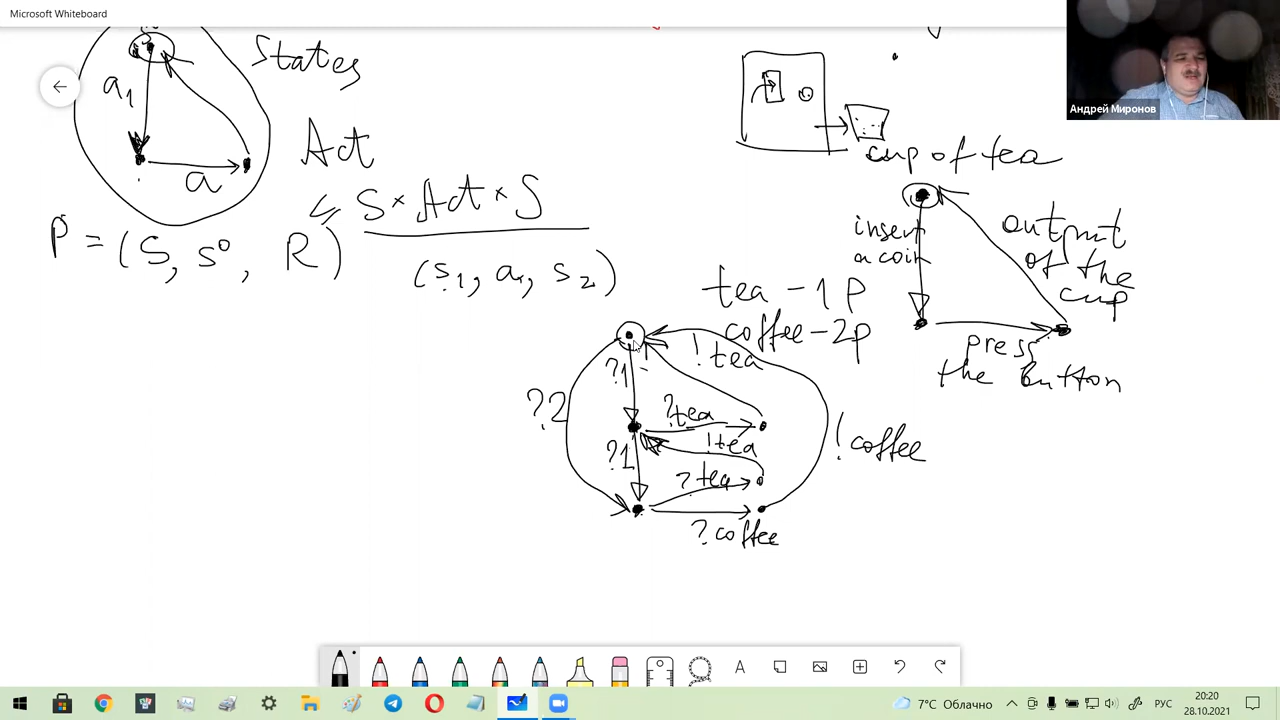 Microsoft Whiteboard
Андрей Миронов
States
a1
Act
a
⊆ S × Act × S
P = (S, s⁰, R)
(s1, a1, s2)
cup of tea
insert
a coin
output
of the
cup
press
the button
tea - 1 p
coffee - 2p
?1
!tea
?2
?tea
!tea
?1
?tea
!coffee
?coffee
A
7°C Облачно
РУС
20:20
28.10.2021